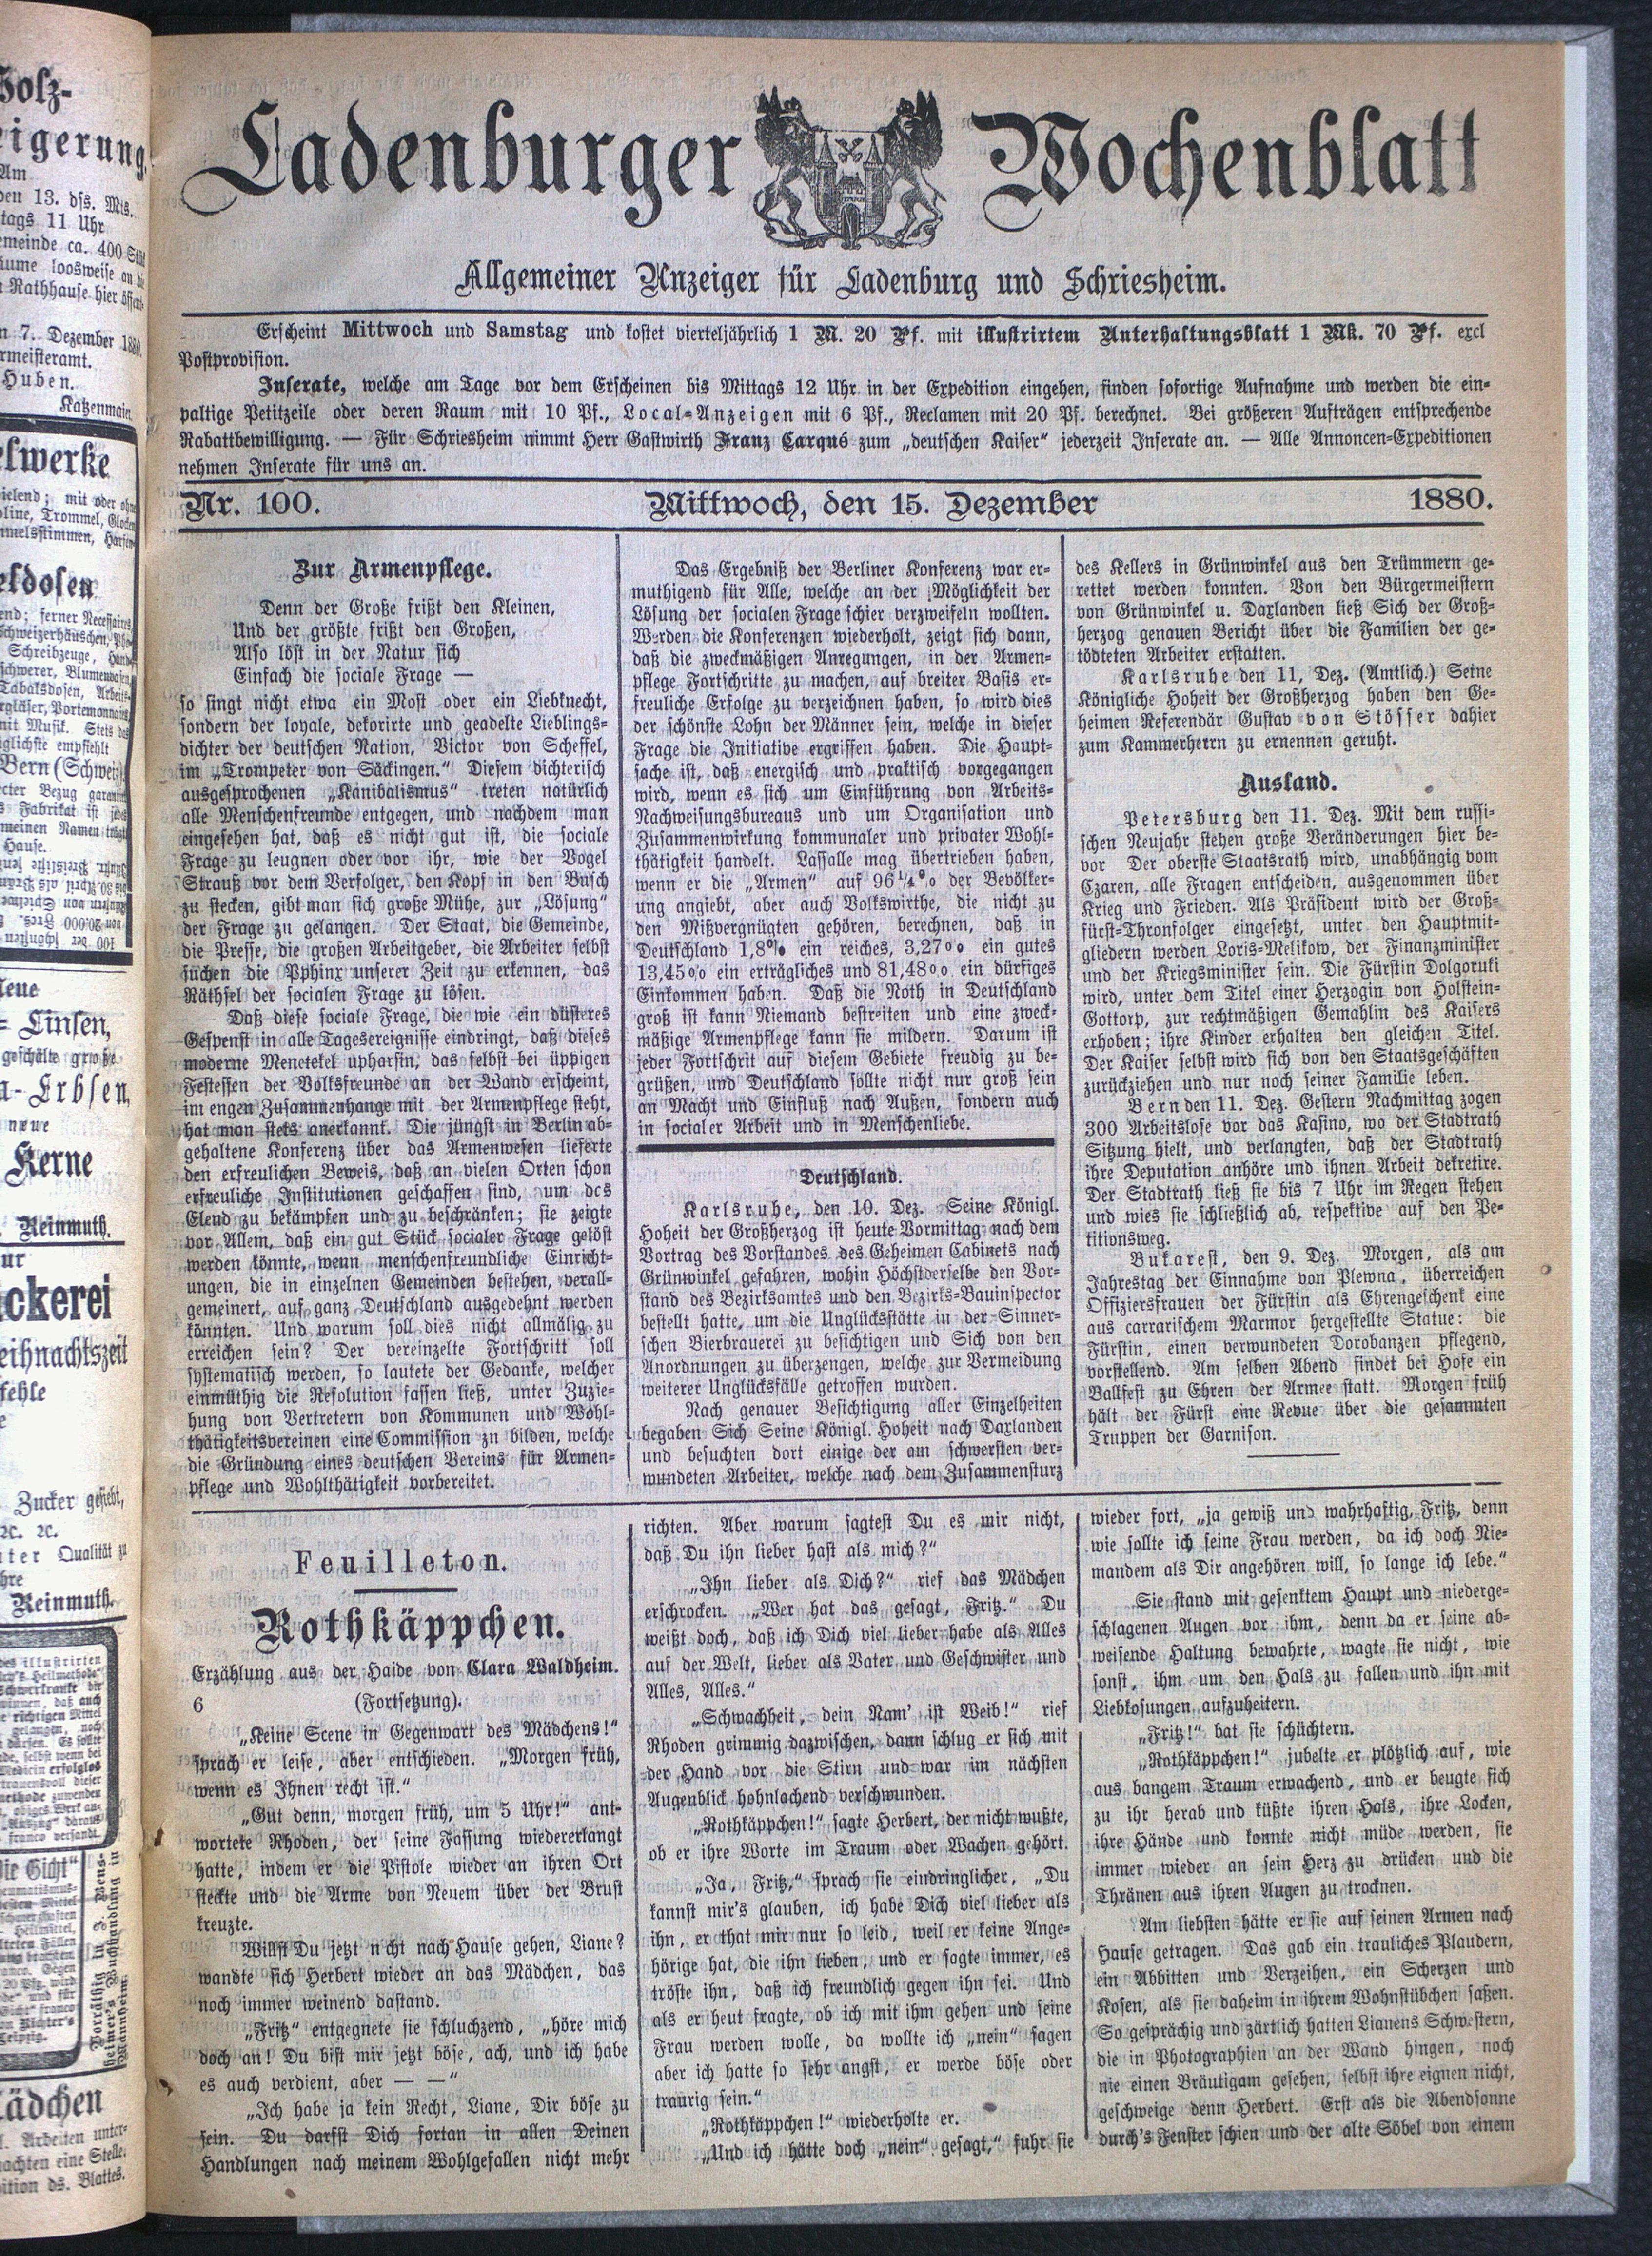 Holz-
eigerung.
Am
den 13. dſs. Mts.
tags 11 Uhr
emeinde ca. 400
äume loosweiſe an
Rathhauſe hier
7. Dezember
rmeiſteramt.
Huben.
Katzenmaier.
elwerke
Trommel,
eldoſen
Bern (Schweiz)
Neue
Linſen,
geſchälte große
Erbſen,
neue
Kerne
Reinmuth.
ckerei
eihnachtszeit
Zucker geſiebt,
ꝛc. ꝛc.
Qualität zu
Reinmuth.
Mädchen
Ladenburger Wochenblatt
Allgemeiner Anzeiger für Ladenburg und Schriesheim.
Erſcheint Mittwoch und Samstag und koſtet vierteljährlich 1 M. 20 Pf. mit illuſtrirtem Unterhaltungsblatt 1 Mk. 70 Pf. excl
Poſtproviſion.
Inſerate, welche am Tage vor dem Erſcheinen bis Mittags 12 Uhr in der Expedition eingehen, finden ſofortige Aufnahme und werden die ein=
paltige Petitzeile oder deren Raum mit 10 Pf., Local=Anzeigen mit 6 Pf., Reclamen mit 20 Pf. berechnet. Bei größeren Aufträgen entſprechende
Rabattbewilligung. — Für Schriesheim nimmt Herr Gaſtwirth Franz Carqué zum „deutſchen Kaiſer“ jederzeit Inſerate an. — Alle Annoncen=Expeditionen
nehmen Inſerate für uns an.
Nr. 100. Mittwoch, den 15. Dezember 1880.
Zur Armenpflege.
Denn der Große frißt den Kleinen,
Und der größte frißt den Großen,
Alſo löſt in der Natur ſich
Einfach die ſociale Frage —
ſo ſingt nicht etwa ein Moſt oder ein Liebknecht,
ſondern der loyale, dekorirte und geadelte Lieblings=
dichter der deutſchen Nation, Victor von Scheffel,
im „Trompeter von Säckingen.“ Dieſem dichteriſch
ausgeſprochenen „Kanibalismus“ treten natürlich
alle Menſchenfreunde entgegen, und nachdem man
eingeſehen hat, daß es nicht gut iſt, die ſociale
Frage zu leugnen oder vor ihr, wie der Vogel
Strauß vor dem Verfolger, den Kopf in den Buſch
zu ſtecken, gibt man ſich große Mühe, zur „Löſung“
der Frage zu gelangen. Der Staat, die Gemeinde,
die Preſſe, die großen Arbeitgeber, die Arbeiter ſelbſt
ſuchen die Pphinx unſerer Zeit zu erkennen, das
Räthſel der ſocialen Frage zu löſen.
Daß dieſe ſociale Frage, die wie ein düſteres
Geſpenſt in alle Tagesereigniſſe eindringt, daß dieſes
moderne Menetekel upharſin, das ſelbſt bei üppigen
Feſteſſen der Volksfreunde an der Wand erſcheint,
im engen Zuſammenhange mit der Armenpflege ſteht,
hat man ſtets anerkannt. Die jüngſt in Berlin ab=
gehaltene Konferenz über das Armenweſen lieferte
den erfreulichen Beweis, daß an vielen Orten ſchon
erfreuliche Inſtitutionen geſchaffen ſind, um des
Elend zu bekämpfen und zu beſchränken; ſie zeigte
vor Allem, daß ein gut Stück ſocialer Frage gelöſt
werden könnte, wenn menſchenfreundliche Einricht=
ungen, die in einzelnen Gemeinden beſtehen, verall=
gemeinert, auf ganz Deutſchland ausgedehnt werden
könnten. Und warum ſoll dies nicht allmälig zu
erreichen ſein? Der vereinzelte Fortſchritt ſoll
ſyſtematiſch werden, ſo lautete der Gedanke, welcher
einmüthig die Reſolution faſſen ließ, unter Zuzie=
hung von Vertretern von Kommunen und Wohl=
thätigkeitsvereinen eine Commiſſion zu bilden, welche
die Gründung eines deutſchen Vereins für Armen=
pflege und Wohlthätigkeit vorbereitet.
Das Ergebniß der Berliner Konferenz war er=
muthigend für Alle, welche an der Möglichkeit der
Löſung der ſocialen Frage ſchier verzweifeln wollten.
Werden die Konferenzen wiederholt, zeigt ſich dann,
daß die zweckmäßigen Anregungen, in der Armen=
pflege Fortſchritte zu machen, auf breiter Baſis er=
freuliche Erfolge zu verzeichnen haben, ſo wird dies
der ſchönſte Lohn der Männer ſein, welche in dieſer
Frage die Initiative ergriffen haben. Die Haupt=
ſache iſt, daß energiſch und praktiſch vorgegangen
wird, wenn es ſich um Einführung von Arbeits=
Nachweiſungsbureaus und um Organiſation und
Zuſammenwirkung kommunaler und privater Wohl=
thätigkeit handelt. Laſſalle mag übertrieben haben,
wenn er die „Armen“ auf 96¼% der Bevölker=
ung angiebt, aber auch Volkswirthe, die nicht zu
den Mißvergnügten gehören, berechnen, daß in
Deutſchland 1,8% ein reiches, 3,27% ein gutes
13,45% ein erträgliches und 81,48% ein dürfiges
Einkommen haben. Daß die Noth in Deutſchland
groß iſt kann Niemand beſtreiten und eine zweck=
mäßige Armenpflege kann ſie mildern. Darum iſt
jeder Fortſchrit auf dieſem Gebiete freudig zu be=
grüßen, und Deutſchland ſollte nicht nur groß ſein
an Macht und Einfluß nach Außen, ſondern auch
in ſocialer Arbeit und in Menſchenliebe.
Deutſchland.
Karlsruhe, den 10. Dez. Seine Königl.
Hoheit der Großherzog iſt heute Vormittag nach dem
Vortrag des Vorſtandes des Geheimen Cabinets nach
Grünwinkel gefahren, wohin Höchſtderſelbe den Vor=
ſtand des Bezirksamtes und den Bezirks=Bauinſpector
beſtellt hatte, um die Unglücksſtätte in der Sinner=
ſchen Bierbrauerei zu beſichtigen und Sich von den
Anordnungen zu überzengen, welche zur Vermeidung
weiterer Unglücksfälle getroffen wurden.
Nach genauer Beſichtigung aller Einzelheiten
begaben Sich Seine Königl. Hoheit nach Daxlanden
und beſuchten dort einige der am ſchwerſten ver=
wundeten Arbeiter, welche nach dem Zuſammenſturz
des Kellers in Grünwinkel aus den Trümmern ge=
rettet werden konnten. Von den Bürgermeiſtern
von Grünwinkel u. Daxlanden ließ Sich der Groß=
herzog genauen Bericht über die Familien der ge=
tödteten Arbeiter erſtatten.
Karlsruhe den 11, Dez. (Amtlich.) Seine
Königliche Hoheit der Großherzog haben den Ge=
heimen Referendär Guſtav von Stöſſer dahier
zum Kammerherrn zu ernennen geruht.
Ausland.
Petersburg den 11. Dez. Mit dem ruſſi=
ſchen Neujahr ſtehen große Veränderungen hier be=
vor Der oberſte Staatsrath wird, unabhängig vom
Czaren, alle Fragen entſcheiden, ausgenommen über
Krieg und Frieden. Als Präſident wird der Groß=
fürſt=Thronfolger eingeſetzt, unter den Hauptmit=
gliedern werden Loris=Melikow, der Finanzminiſter
und der Kriegsminiſter ſein. Die Fürſtin Dolgoruki
wird, unter dem Titel einer Herzogin von Holſtein=
Gottorp, zur rechtmäßigen Gemahlin des Kaiſers
erhoben; ihre Kinder erhalten den gleichen Titel.
Der Kaiſer ſelbſt wird ſich von den Staatsgeſchäften
zurückziehen und nur noch ſeiner Familie leben.
Bern den 11. Dez. Geſtern Nachmittag zogen
300 Arbeitsloſe vor das Kaſino, wo der Stadtrath
Sitzung hielt, und verlangten, daß der Stadtrath
ihre Deputation anhöre und ihnen Arbeit dekretire.
Der Stadtrath ließ ſie bis 7 Uhr im Regen ſtehen
und wies ſie ſchließlich ab, reſpektive auf den Pe=
titionsweg.
Bukareſt, den 9. Dez. Morgen, als am
Jahrestag der Einnahme von Plewna, überreichen
Offiziersfrauen der Fürſtin als Ehrengeſchenk eine
aus carrariſchem Marmor hergeſtellte Statue: die
Fürſtin, einen verwundeten Dorobanzen pflegend,
vorſtellend. Am ſelben Abend findet bei Hofe ein
Ballfeſt zu Ehren der Armee ſtatt. Morgen früh
hält der Fürſt eine Revue über die geſammten
Truppen der Garniſon.
Feuilleton.
Rothkäppchen.
Erzählung aus der Haide von Clara Waldheim.
6 (Fortſetzung).
„Keine Scene in Gegenwart des Mädchens!“
ſprach er leiſe, aber entſchieden. „Morgen früh,
wenn es Ihnen recht iſt.“
„Gut denn, morgen früh, um 5 Uhr!“ ant=
wortete Rhoden, der ſeine Faſſung wiedererlangt
hatte, indem er die Piſtole wieder an ihren Ort
ſteckte und die Arme von Neuem über der Bruſt
kreuzte.
Willſt Du jetzt n cht nach Hauſe gehen, Liane?
wandte ſich Herbert wieder an das Mädchen, das
noch immer weinend daſtand.
„Fritz“ entgegnete ſie ſchluchzend, „höre mich
doch an! Du biſt mir jetzt böſe, ach, und ich habe
es auch verdient, aber — —“
„Ich habe ja kein Recht, Liane, Dir böſe zu
ſein. Du darfſt Dich fortan in allen Deinen
Handlungen nach meinem Wohlgefallen nicht mehr
richten. Aber warum ſagteſt Du es mir nicht,
daß Du ihn lieber haſt als mich?“
„Ihn lieber als Dich?“ rief das Mädchen
erſchrocken. „Wer hat das geſagt, Fritz.“ Du
weißt doch, daß ich Dich viel lieber habe als Alles
auf der Welt, lieber als Vater und Geſchwiſter und
Alles, Alles.“
„Schwachheit, dein Nam' iſt Weib!“ rief
Rhoden grimmig dazwiſchen, dann ſchlug er ſich mit
der Hand vor die Stirn und war im nächſten
Augenblick hohnlachend verſchwunden.
„Rothkäppchen!“ ſagte Herbert, der nicht wußte,
ob er ihre Worte im Traum oder Wachen gehört.
„Ja, Fritz,“ ſprach ſie eindringlicher, „Du
kannſt mir's glauben, ich habe Dich viel lieber als
ihn, er that mir nur ſo leid, weil er keine Ange=
hörige hat, die ihn lieben, und er ſagte immer, es
tröſte ihn, daß ich freundlich gegen ihn ſei. Und
als er heut fragte, ob ich mit ihm gehen und ſeine
Frau werden wolle, da wollte ich „nein“ ſagen
aber ich hatte ſo ſehr angſt, er werde böſe oder
traurig ſein.“
„Rothkäppchen!“ wiederholte er.
„Und ich hätte doch „nein“ geſagt,“ fuhr ſie
wieder fort, „ja gewiß und wahrhaftig, Fritz, denn
wie ſollte ich ſeine Frau werden, da ich doch Nie=
mandem als Dir angehören will, ſo lange ich lebe.“
Sie ſtand mit geſenktem Haupt und niederge=
ſchlagenen Augen vor ihm, denn da er ſeine ab=
weiſende Haltung bewahrte, wagte ſie nicht, wie
ſonſt, ihm um den Hals zu fallen und ihn mit
Liebkoſungen aufzuheitern.
„Fritz!“ bat ſie ſchüchtern.
„Rothkäppchen!“ jubelte er plötzlich auf, wie
aus bangem Traum erwachend, und er beugte ſich
zu ihr herab und küßte ihren Hals, ihre Locken,
ihre Hände und konnte nicht müde werden, ſie
immer wieder an ſein Herz zu drücken und die
Thränen aus ihren Augen zu trocknen.
Am liebſten hätte er ſie auf ſeinen Armen nach
Hauſe getragen. Das gab ein trauliches Plaudern,
ein Abbitten und Verzeihen, ein Scherzen und
Koſen, als ſie daheim in ihrem Wohnſtübchen ſaßen.
So geſprächig und zärtlich hatten Lianens Schweſtern,
die in Photographien an der Wand hingen, noch
nie einen Bräutigam geſehen, ſelbſt ihre eignen nicht,
geſchweige denn Herbert. Erſt als die Abendſonne
durch's Fenſter ſchien und der alte Söbel von einem